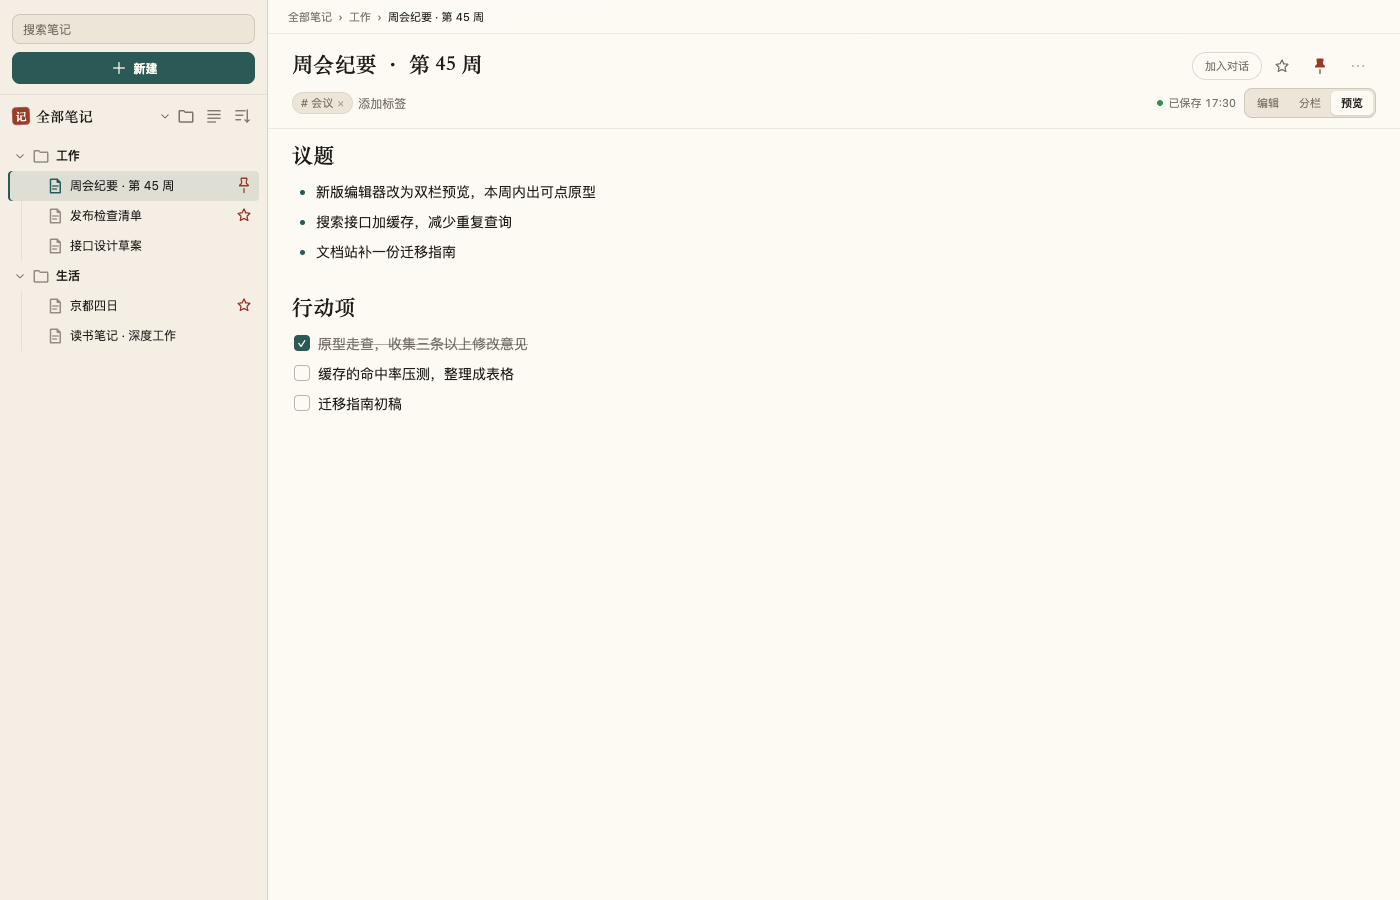 搜索笔记
新建
记 全部笔记
工作
周会纪要 · 第 45 周
发布检查清单
接口设计草案
生活
京都四日
读书笔记 · 深度工作
全部笔记 › 工作 › 周会纪要 · 第 45 周
周会纪要 · 第 45 周
加入对话
# 会议 × 添加标签
已保存 17:30 编辑 分栏 预览
议题
新版编辑器改为双栏预览，本周内出可点原型
搜索接口加缓存，减少重复查询
文档站补一份迁移指南
行动项
原型走查，收集三条以上修改意见
缓存的命中率压测，整理成表格
迁移指南初稿